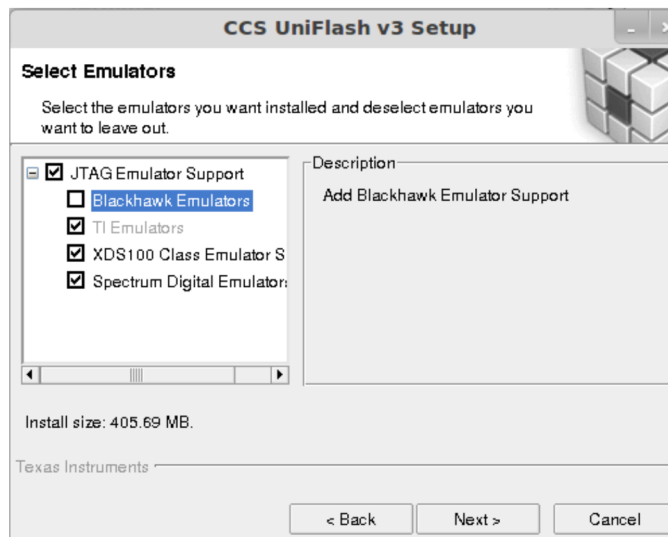 CCS UniFlash v3 Setup
Select Emulators
Select the emulators you want installed and deselect emulators you
want to leave out.
JTAG Emulator Support
Blackhawk Emulators
TI Emulators
XDS100 Class Emulator S
Spectrum Digital Emulator
Description
Add Blackhawk Emulator Support
Install size: 405.69 MB.
Texas Instruments
< Back
Next >
Cancel